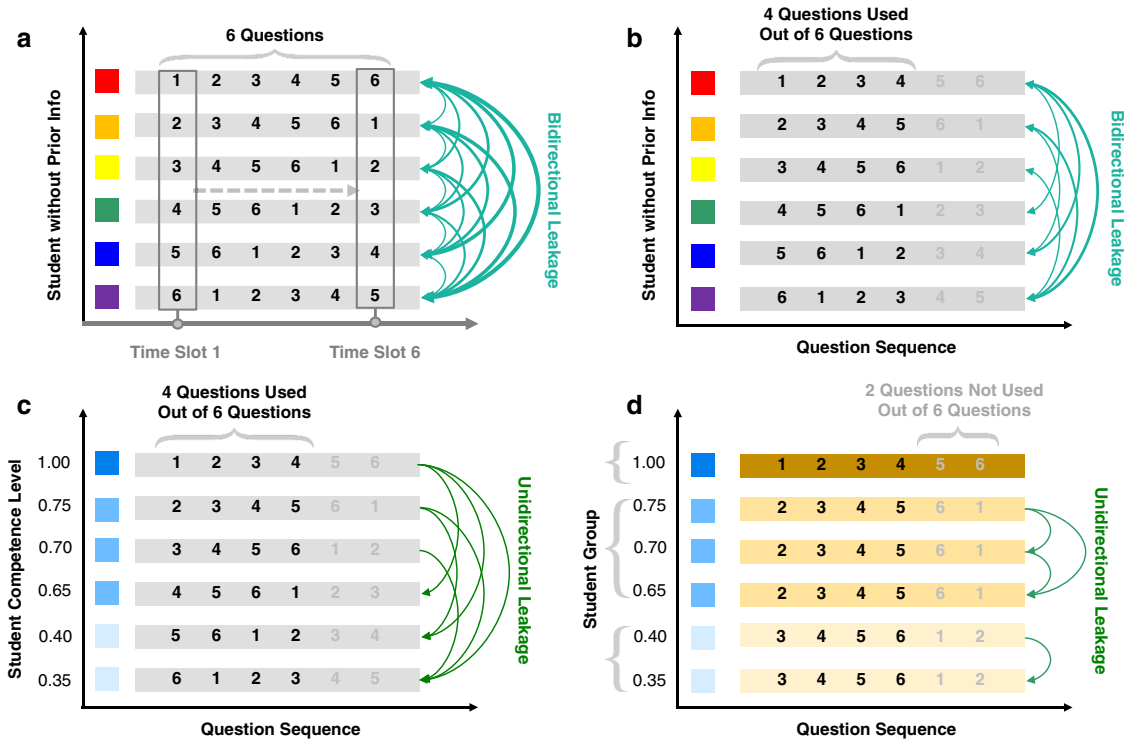 a
6 Questions
Student without Prior Info
1 2 3 4 5 6
2 3 4 5 6 1
3 4 5 6 1 2
4 5 6 1 2 3
5 6 1 2 3 4
6 1 2 3 4 5
Bidirectional Leakage
Time Slot 1
Time Slot 6
b
4 Questions Used
Out of 6 Questions
Student without Prior Info
1 2 3 4 5 6
2 3 4 5 6 1
3 4 5 6 1 2
4 5 6 1 2 3
5 6 1 2 3 4
6 1 2 3 4 5
Bidirectional Leakage
Question Sequence
c
4 Questions Used
Out of 6 Questions
Student Competence Level
1.00 1 2 3 4 5 6
0.75 2 3 4 5 6 1
0.70 3 4 5 6 1 2
0.65 4 5 6 1 2 3
0.40 5 6 1 2 3 4
0.35 6 1 2 3 4 5
Unidirectional Leakage
Question Sequence
d
2 Questions Not Used
Out of 6 Questions
Student Group
1.00 1 2 3 4 5 6
0.75 2 3 4 5 6 1
0.70 2 3 4 5 6 1
0.65 2 3 4 5 6 1
0.40 3 4 5 6 1 2
0.35 3 4 5 6 1 2
Unidirectional Leakage
Question Sequence